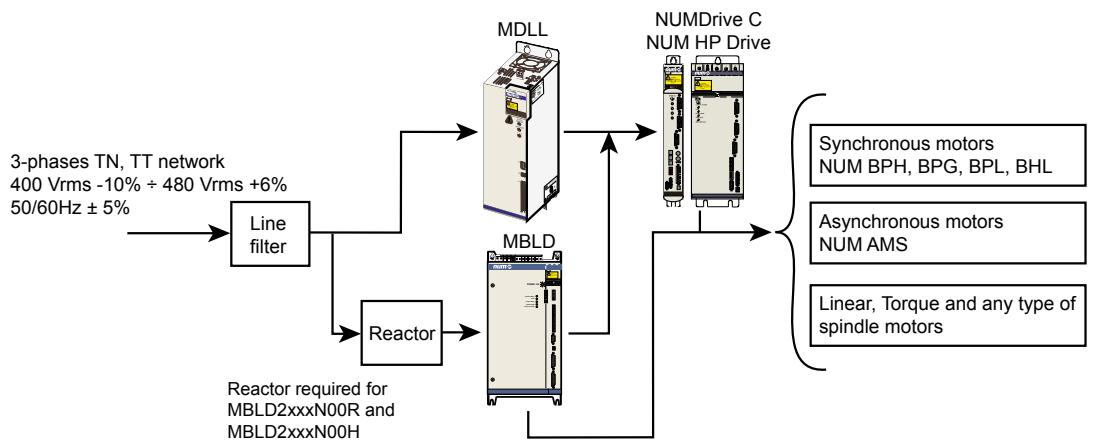 MDLL
NUMDrive C
NUM HP Drive
3-phases TN, TT network
400 Vrms -10% ÷ 480 Vrms +6%
50/60Hz ± 5%
Line
filter
Synchronous motors
NUM BPH, BPG, BPL, BHL
Asynchronous motors
NUM AMS
Linear, Torque and any type of
spindle motors
MBLD
num
Reactor
Reactor required for
MBLD2xxxN00R and
MBLD2xxxN00H